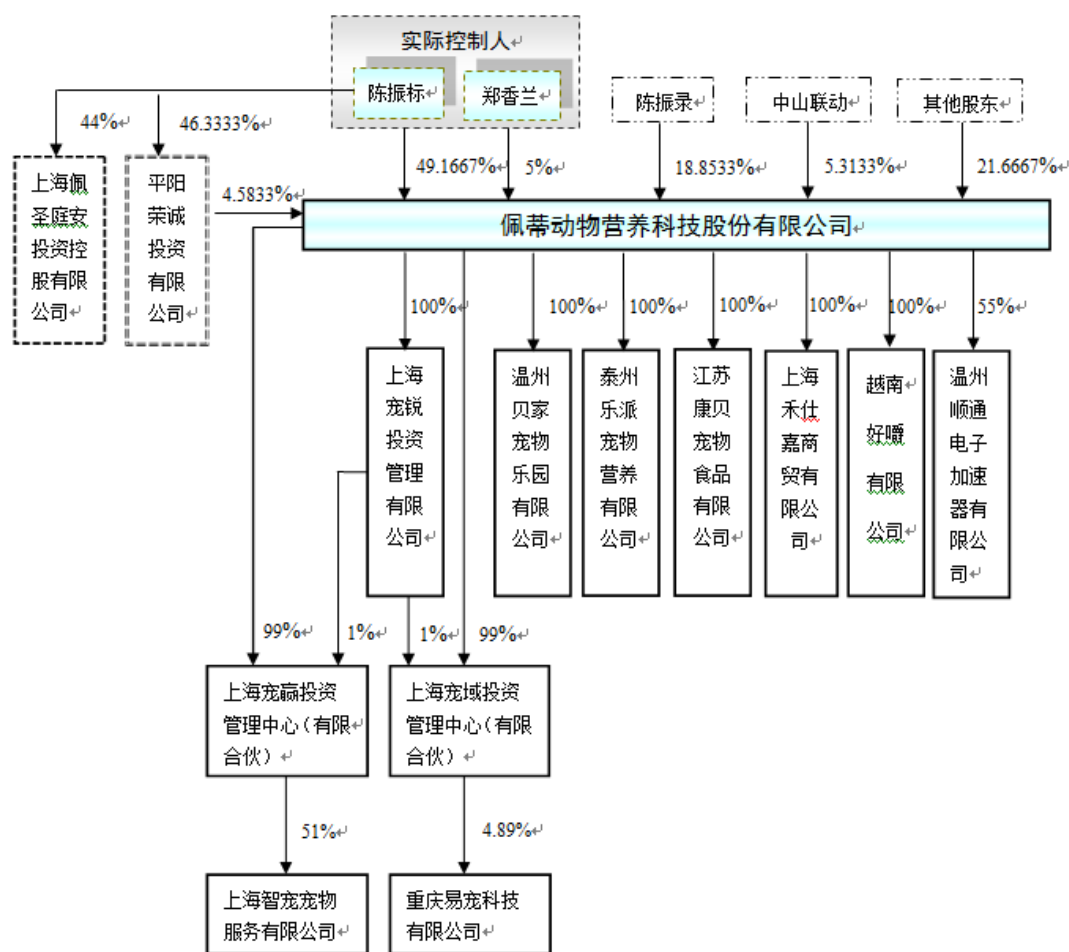 实际控制人
陈振标
郑香兰
陈振录
中山联动
其他股东
44%
46.3333%
49.1667%
5%
18.8533%
5.3133%
21.6667%
上海佩
圣庭安
投资控
股有限
公司
平阳
荣诚
投资
有限
公司
4.5833%
佩蒂动物营养科技股份有限公司
100%
100%
100%
100%
100%
100%
55%
上海
宠锐
投资
管理
有限
公司
温州
贝家
宠物
乐园
有限
公司
泰州
乐派
宠物
营养
有限
公司
江苏
康贝
宠物
食品
有限
公司
上海
禾仕
嘉商
贸有
限公
司
越南
好嚼
有限
公司
温州
顺通
电子
加速
器有
限公
司
99%
1%
1%
99%
上海宠赢投资
管理中心（有限
合伙）
上海宠域投资
管理中心（有限
合伙）
51%
4.89%
上海智宠宠物
服务有限公司
重庆易宠科技
有限公司